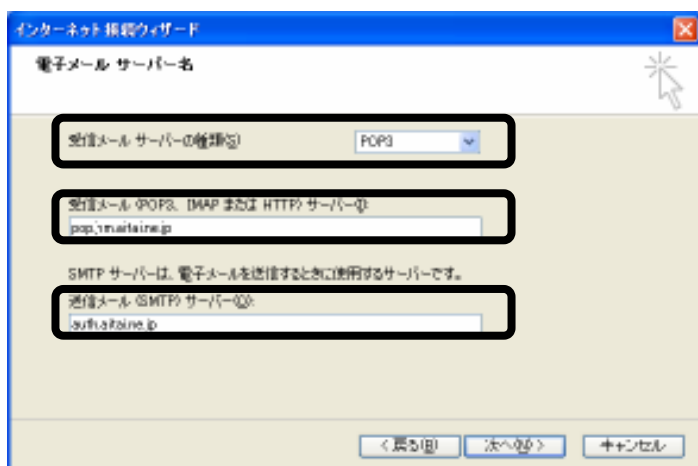 インターネット接続ウィザード
電子メール サーバー名
受信メール サーバーの種類(S)
POP3
受信メール (POP3、IMAP または HTTP) サーバー(I):
SMTP サーバーは、電子メールを送信するときに使用するサーバーです。
送信メール (SMTP) サーバー(O):
auth.aitai.ne.jp
< 戻る(B)
次へ(N) >
キャンセル